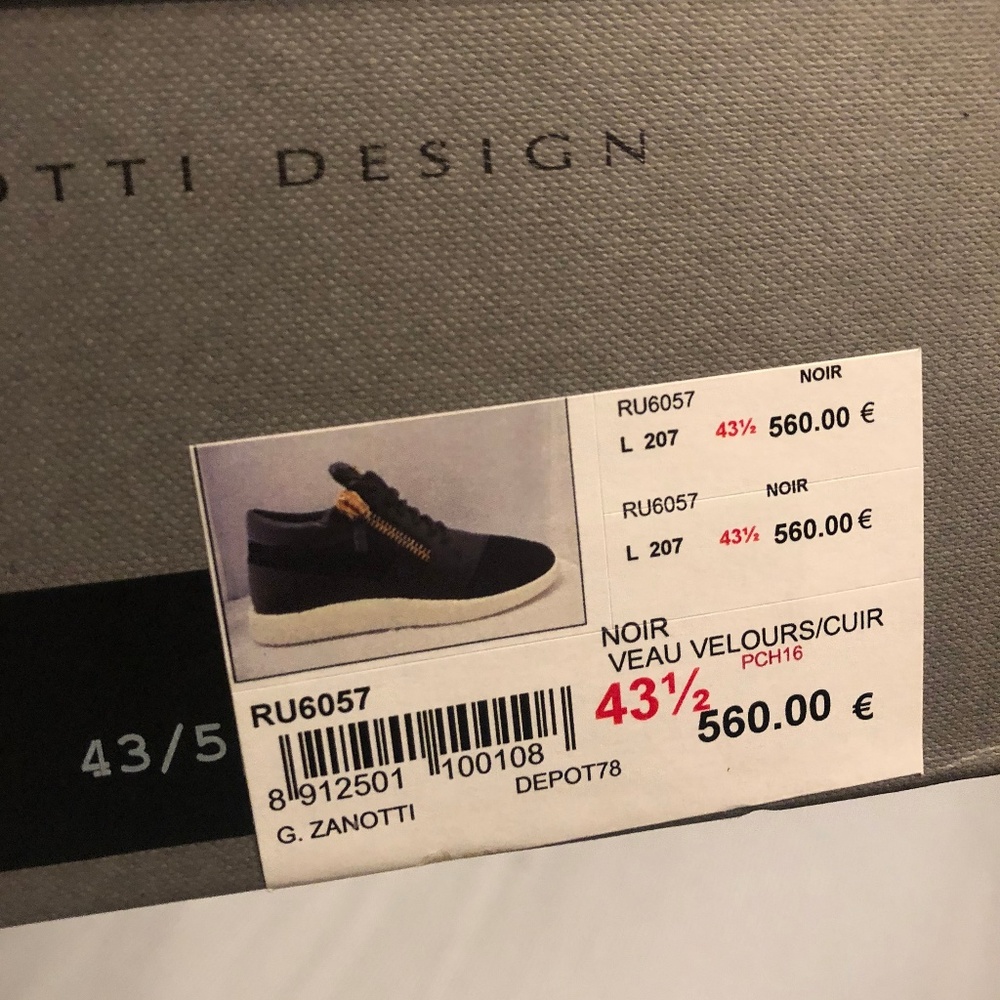 OTTI DESIGN
43/5
NOIR
RU6057
L 207 43½ 560.00 €
NOIR
RU6057
L 207 43½ 560.00 €
NOIR
VEAU VELOURS/CUIR
PCH16
43½
560.00 €
RU6057
8 912501 100108
DEPOT78
G. ZANOTTI